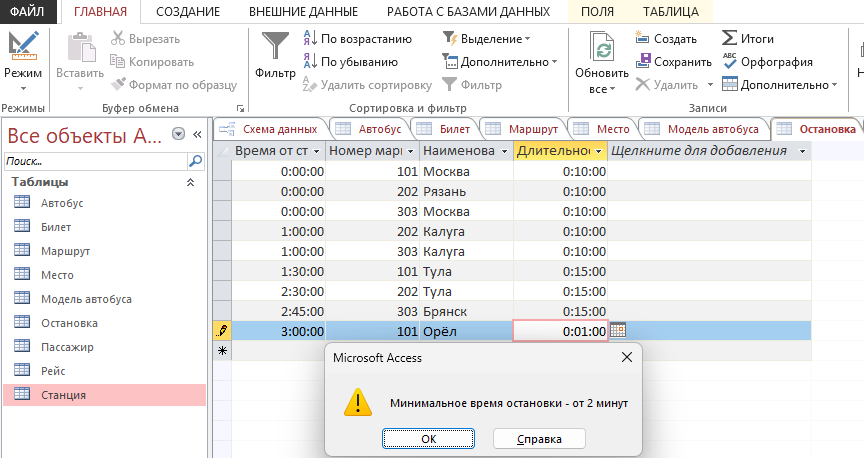 ФАЙЛ ГЛАВНАЯ СОЗДАНИЕ ВНЕШНИЕ ДАННЫЕ РАБОТА С БАЗАМИ ДАННЫХ ПОЛЯ ТАБЛИЦА
Режим
Режимы
Вставить
Вырезать
Копировать
Формат по образцу
Буфер обмена
Фильтр
По возрастанию
По убыванию
Удалить сортировку
Выделение
Дополнительно
Фильтр
Сортировка и фильтр
Обновить
все
Создать
Сохранить
Удалить
Итоги
Орфография
Дополнительно
Записи
Все объекты A...
Поиск...
Таблицы
Автобус
Билет
Маршрут
Место
Модель автобуса
Остановка
Пассажир
Рейс
Станция
Схема данных Автобус Билет Маршрут Место Модель автобуса Остановка
Время от ст Номер марш Наименова Длительнос Щелкните для добавления
0:00:00 101 Москва 0:10:00
0:00:00 202 Рязань 0:10:00
0:00:00 303 Москва 0:10:00
1:00:00 202 Калуга 0:10:00
1:00:00 303 Калуга 0:10:00
1:30:00 101 Тула 0:15:00
2:30:00 202 Тула 0:15:00
2:45:00 303 Брянск 0:15:00
3:00:00 101 Орёл 0:01:00
Microsoft Access
Минимальное время остановки - от 2 минут
ОК Справка